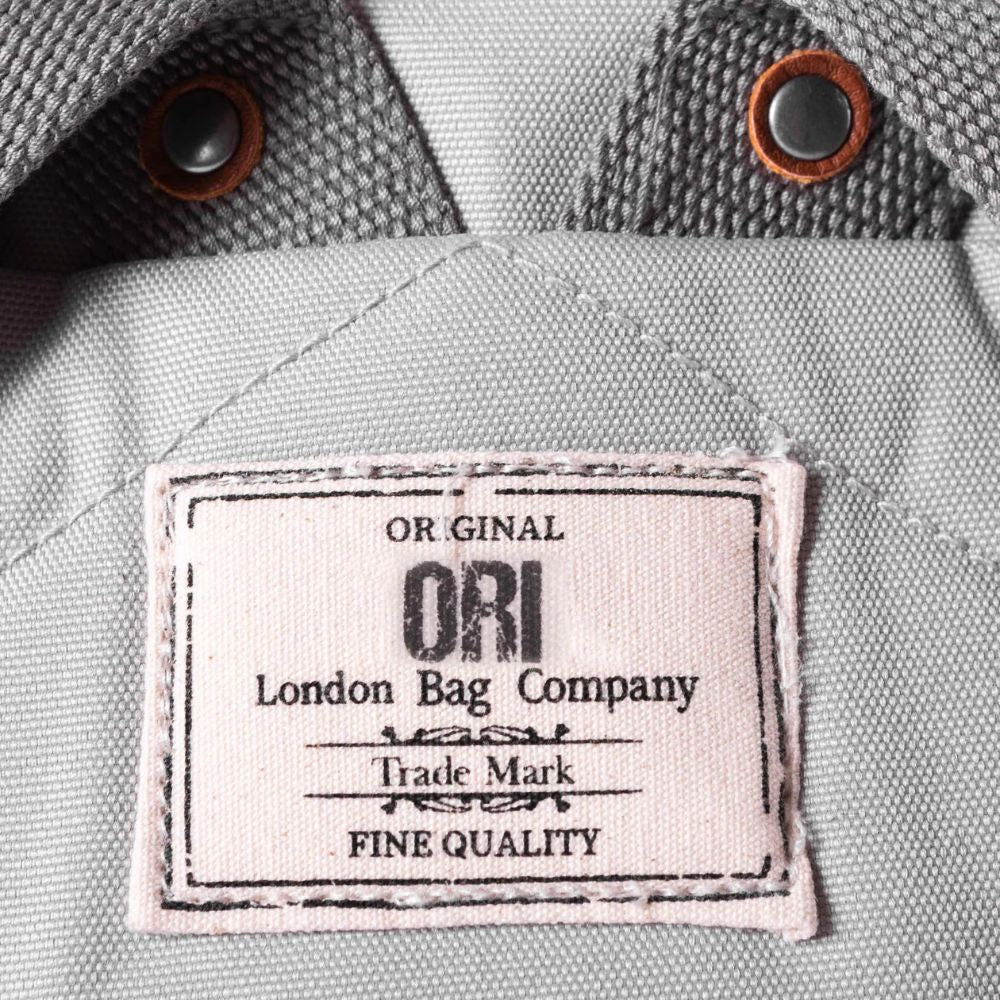 ORIGINAL
ORI
London Bag Company
Trade Mark
FINE QUALITY